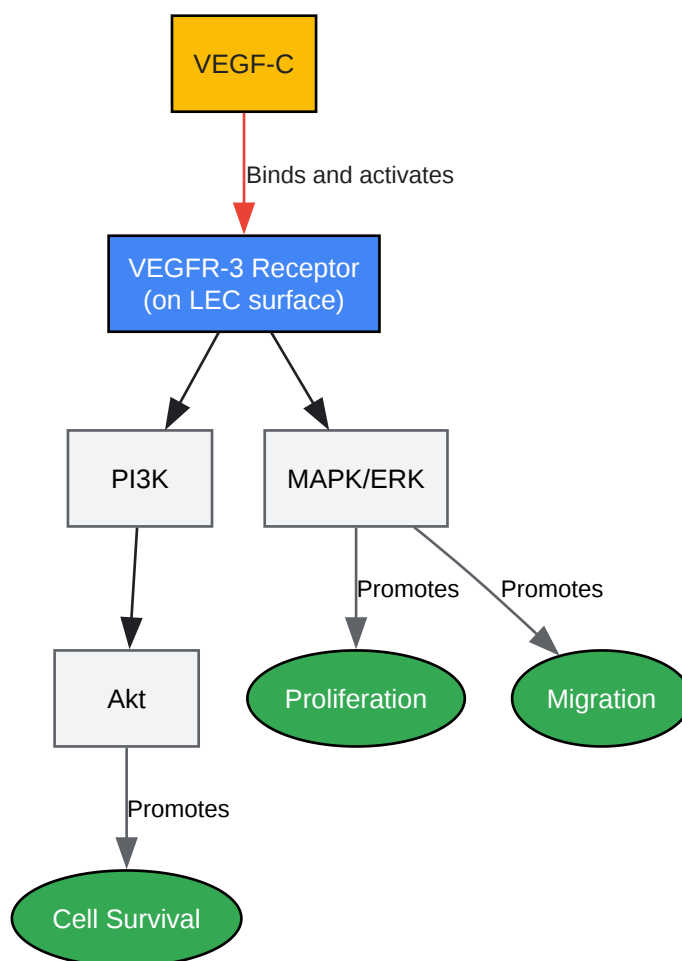 VEGF-C
Binds and activates
VEGFR-3 Receptor
(on LEC surface)
PI3K
MAPK/ERK
Promotes
Promotes
Akt
Proliferation
Migration
Promotes
Cell Survival